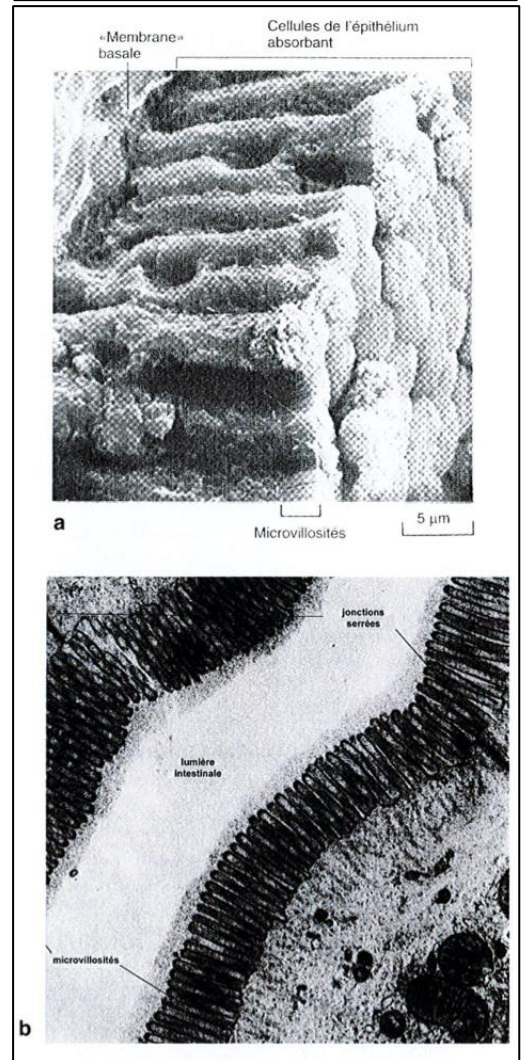 «Membrane»
basale
Cellules de l'épithélium
absorbant
a
Microvillosités
5 µm
jonctions
serrées
lumière
intestinale
microvillosités
b